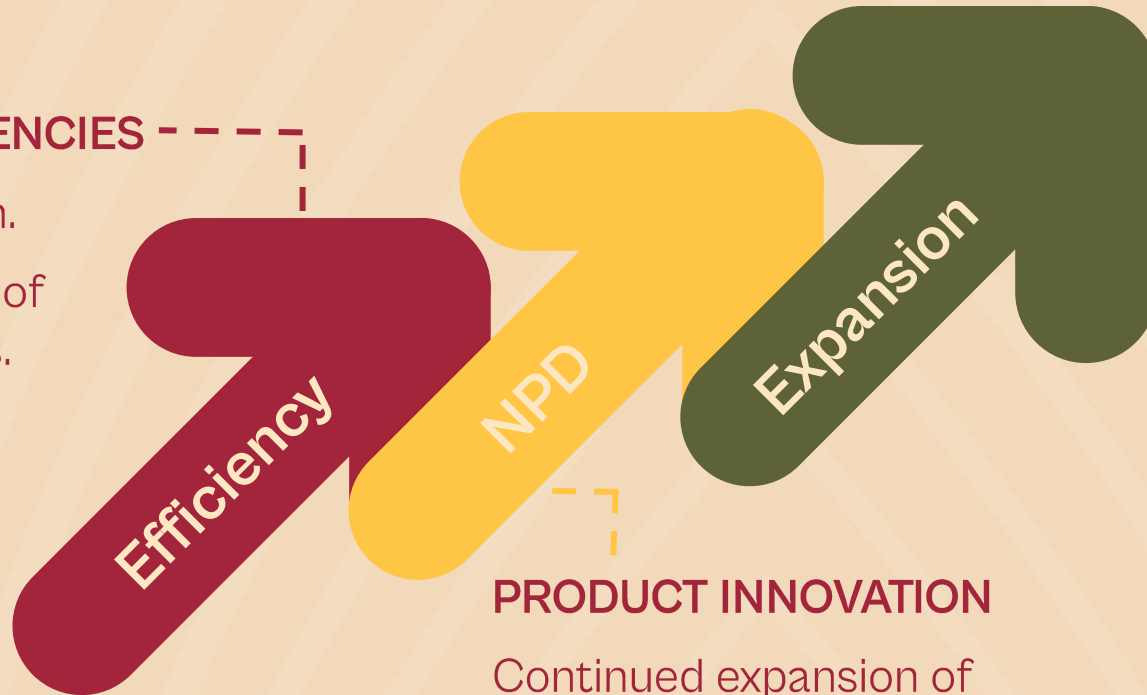 ENCIES
of
Efficiency
NPD
Expansion
PRODUCT INNOVATION
Continued expansion of